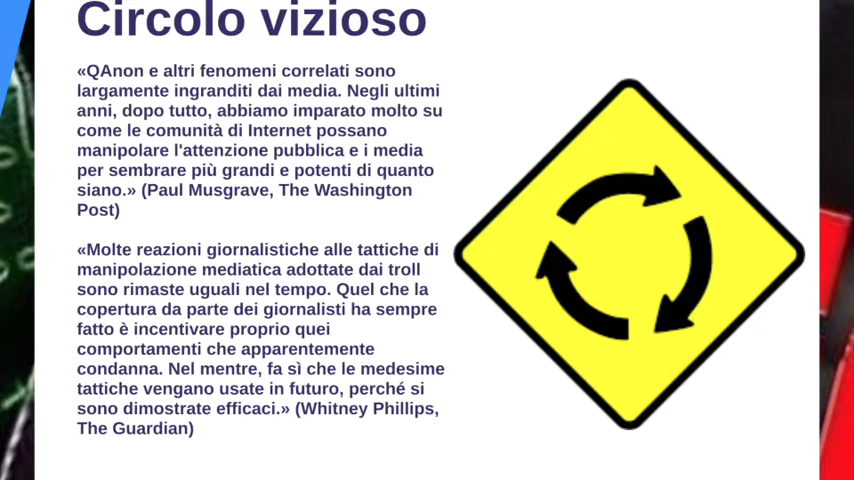 Circolo vizioso
«QAnon e altri fenomeni correlati sono
largamente ingranditi dai media. Negli ultimi
anni, dopo tutto, abbiamo imparato molto su
come le comunità di Internet possano
manipolare l'attenzione pubblica e i media
per sembrare più grandi e potenti di quanto
siano.» (Paul Musgrave, The Washington
Post)
«Molte reazioni giornalistiche alle tattiche di
manipolazione mediatica adottate dai troll
sono rimaste uguali nel tempo. Quel che la
copertura da parte dei giornalisti ha sempre
fatto è incentivare proprio quei
comportamenti che apparentemente
condanna. Nel mentre, fa sì che le medesime
tattiche vengano usate in futuro, perché si
sono dimostrate efficaci.» (Whitney Phillips,
The Guardian)